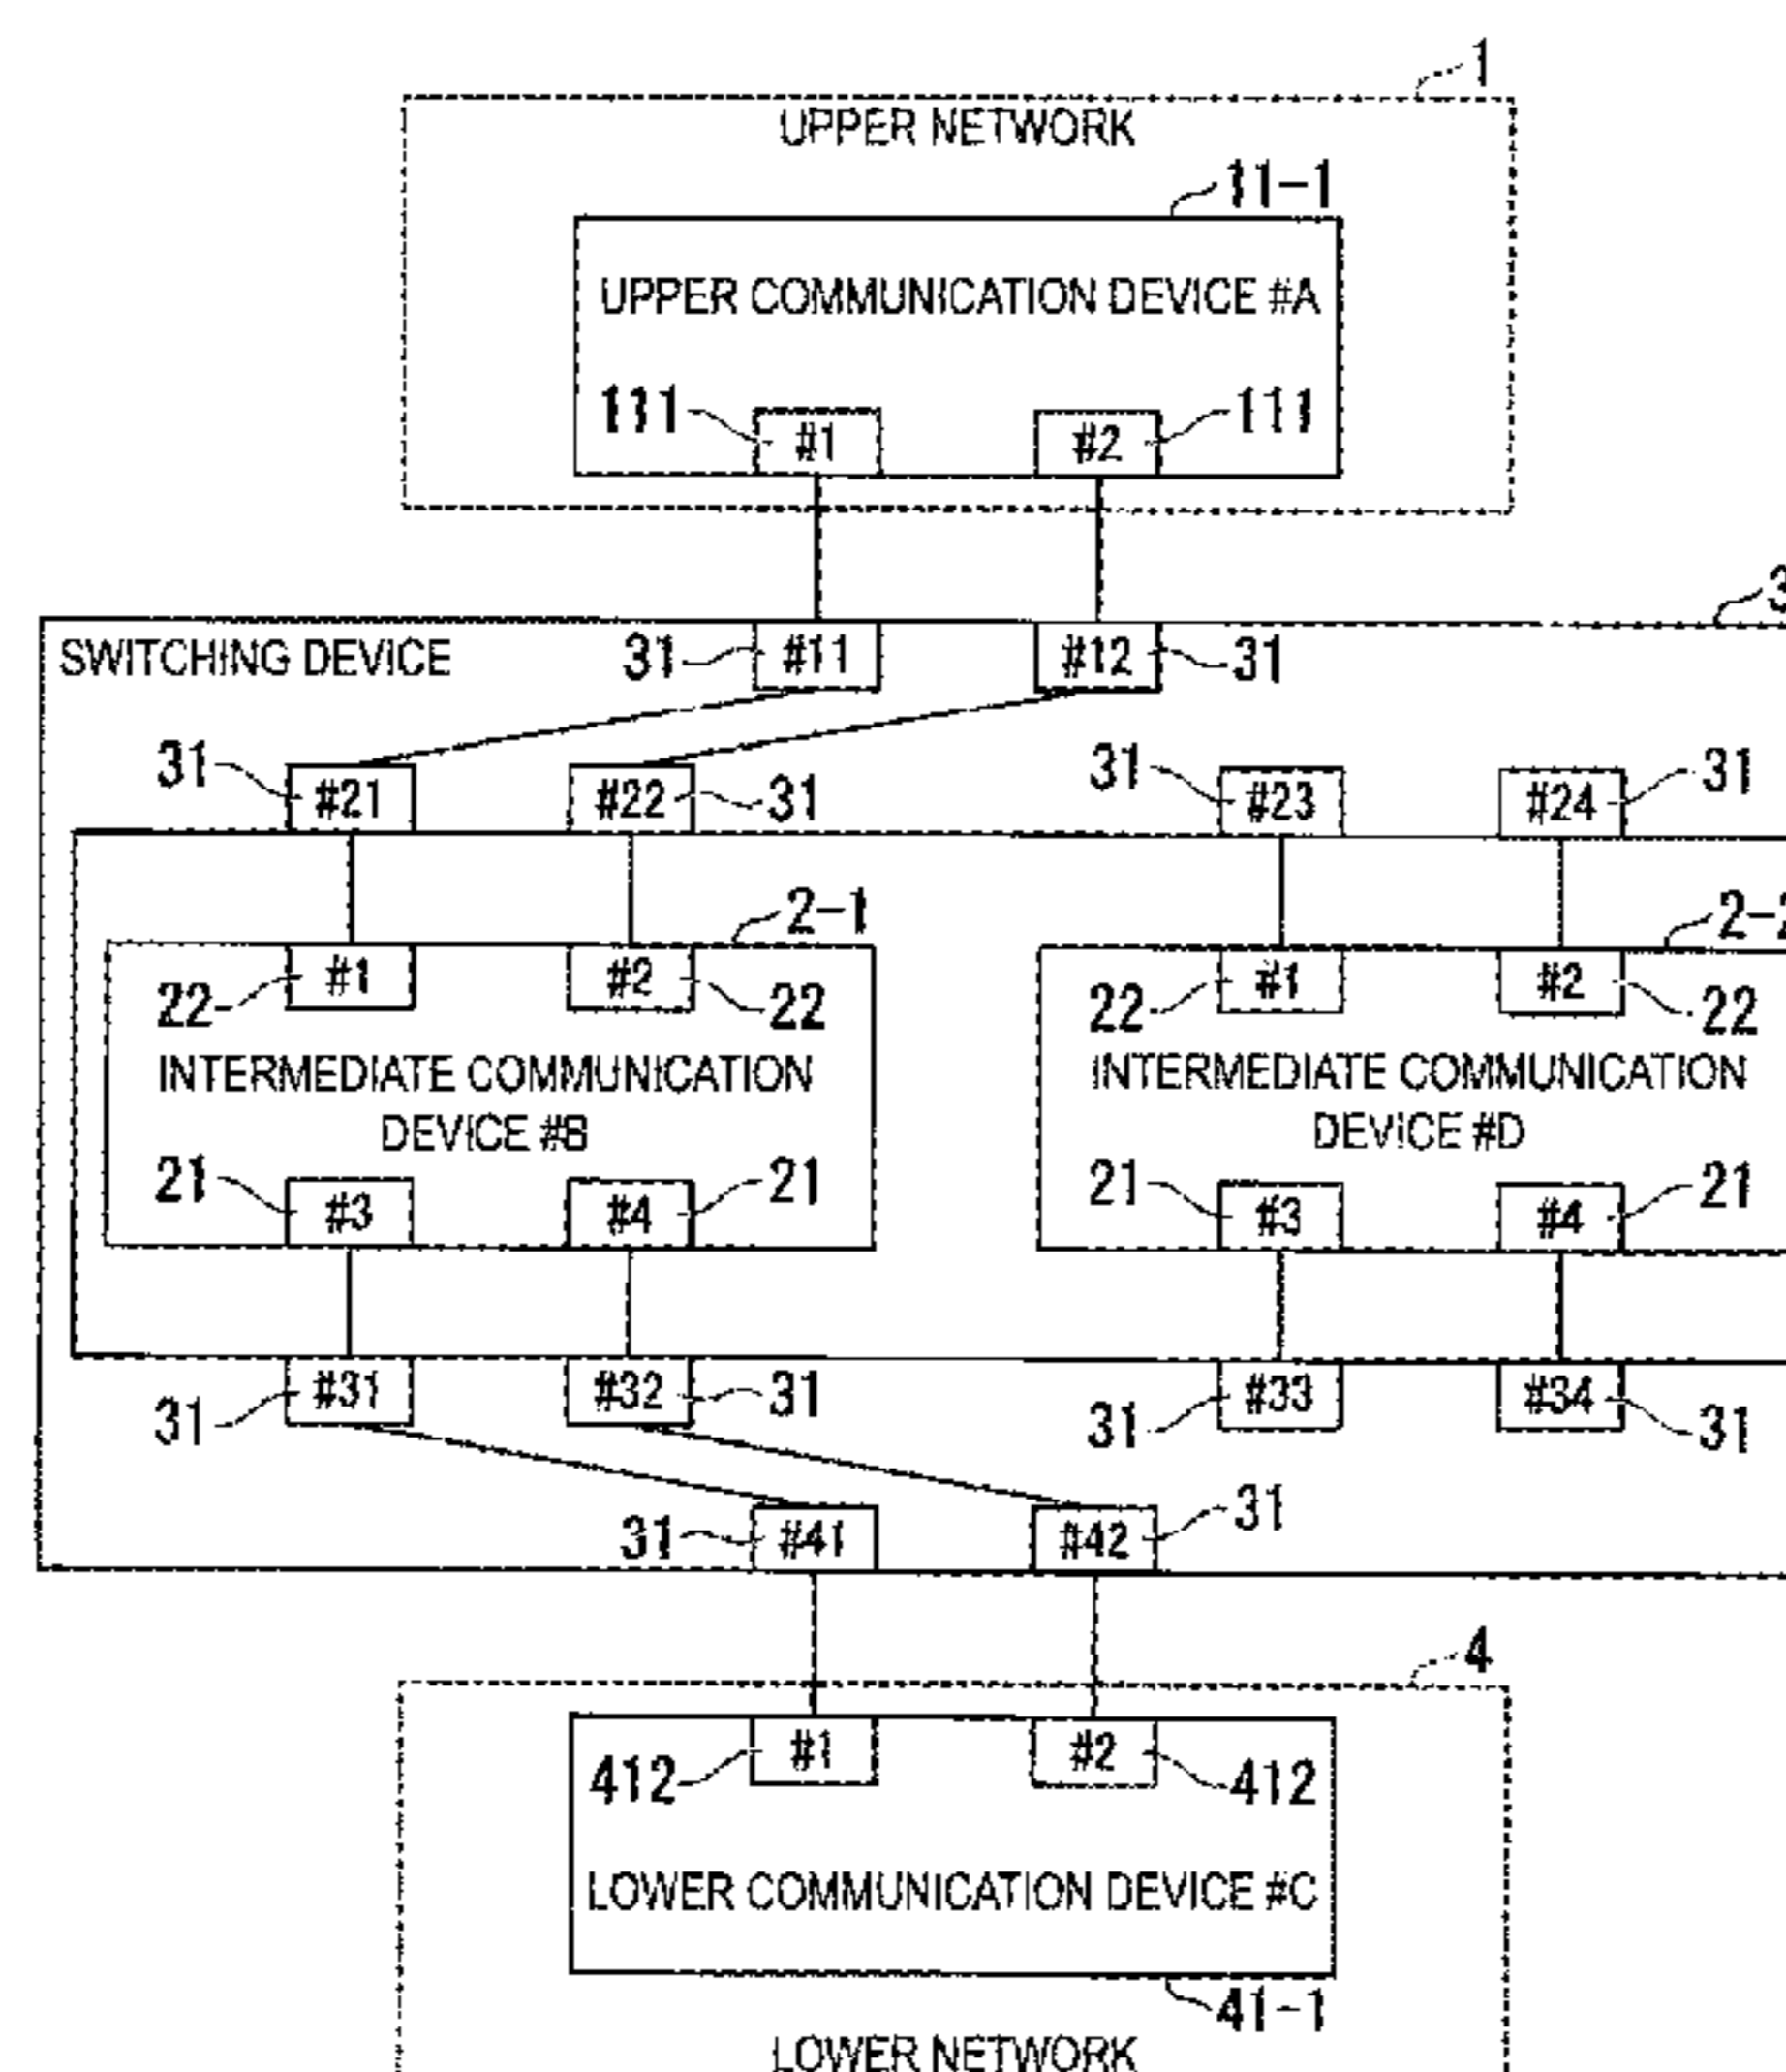 1
UPPER NETWORK
11-1
UPPER COMMUNICATION DEVICE #A
111 #1 #2 111
3
SWITCHING DEVICE 31 #11 #12 31
31 #21 #22 31 31 #23 #24 31
2-1 2-2
22 #1 #2 22 22 #1 #2 22
INTERMEDIATE COMMUNICATION
DEVICE #B
INTERMEDIATE COMMUNICATION
DEVICE #D
21 #3 #4 21 21 #3 #4 21
31 #31 #32 31 31 #33 #34 31
31 #41 #42 31
4
412 #1 #2 412
LOWER COMMUNICATION DEVICE #C
41-1
LOWER NETWORK